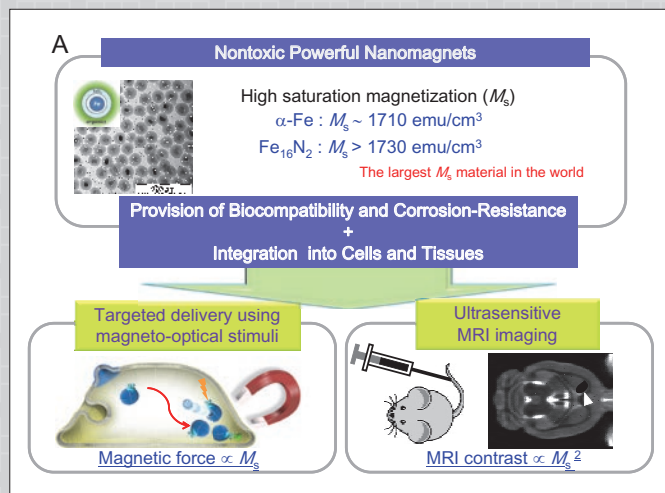 A
Nontoxic Powerful Nanomagnets
High saturation magnetization (Mₛ)
α-Fe : Mₛ ~ 1710 emu/cm³
Fe₁₆N₂ : Mₛ > 1730 emu/cm³
The largest Mₛ material in the world
Provision of Biocompatibility and Corrosion-Resistance
+
Integration into Cells and Tissues
Targeted delivery using
magneto-optical stimuli
Magnetic force ∝ Mₛ
Ultrasensitive
MRI imaging
MRI contrast ∝ Mₛ²